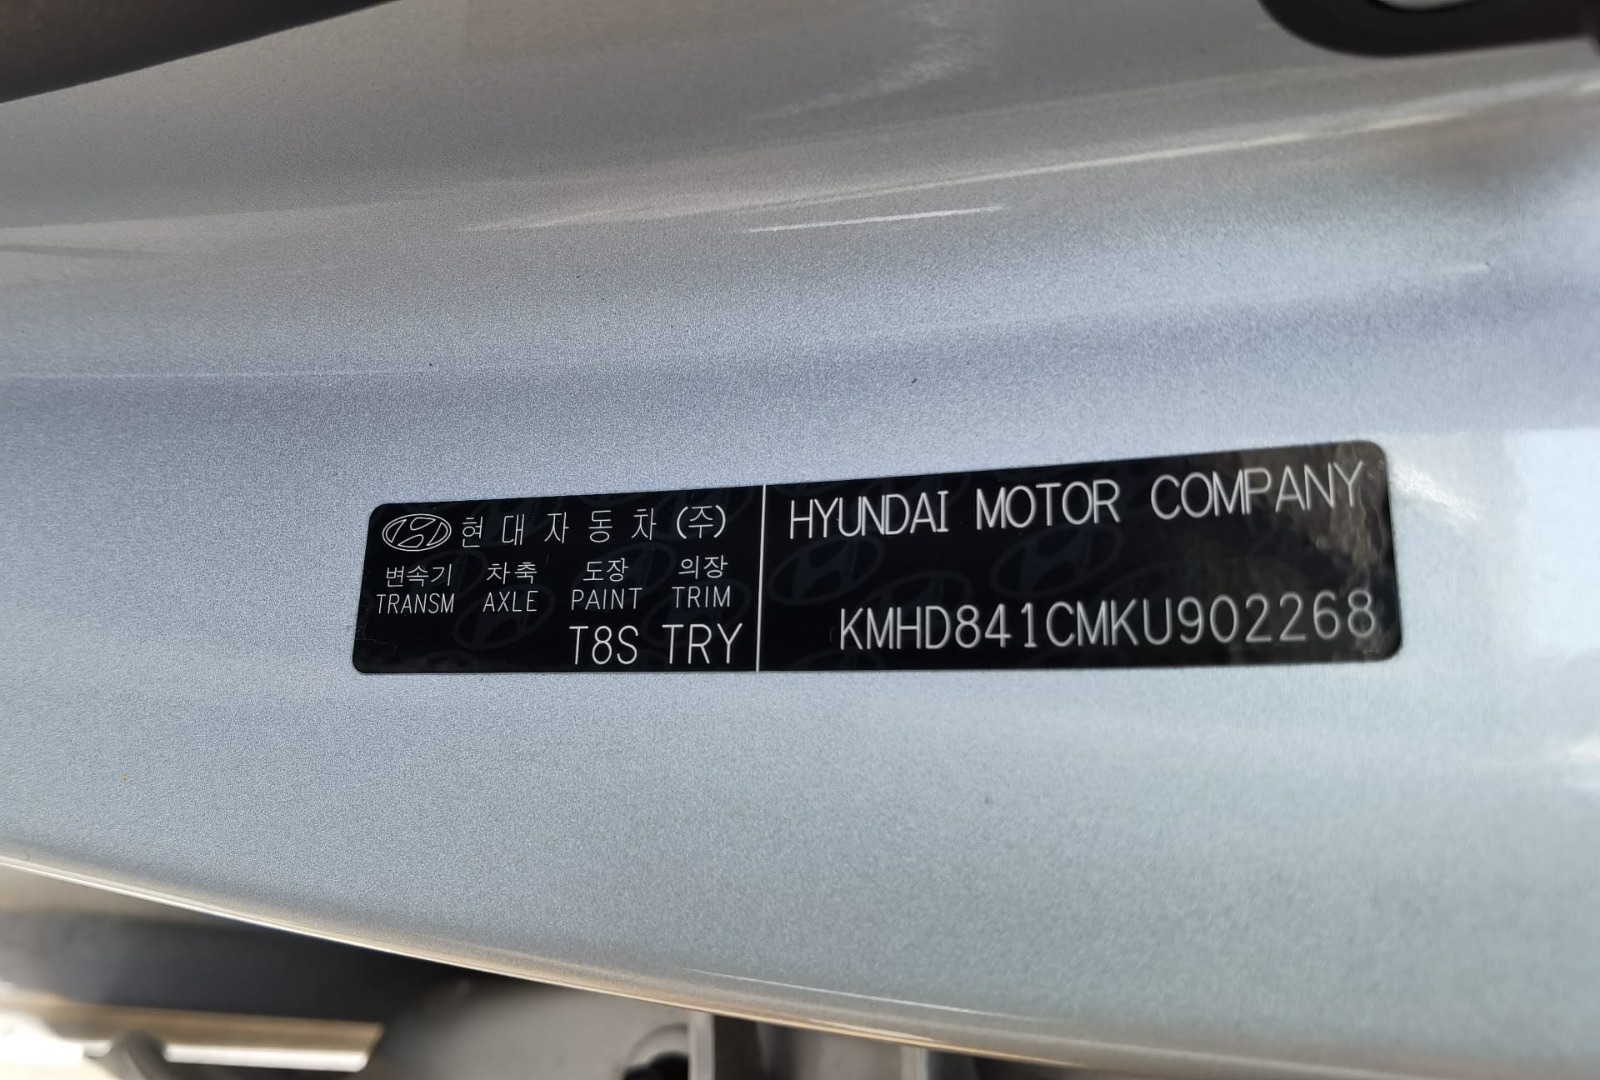 현대자동차(주)
변속기 차축 도장 의장
TRANSM AXLE PAINT TRIM
T8S TRY
HYUNDAI MOTOR COMPANY
KMHD841CMKU902268